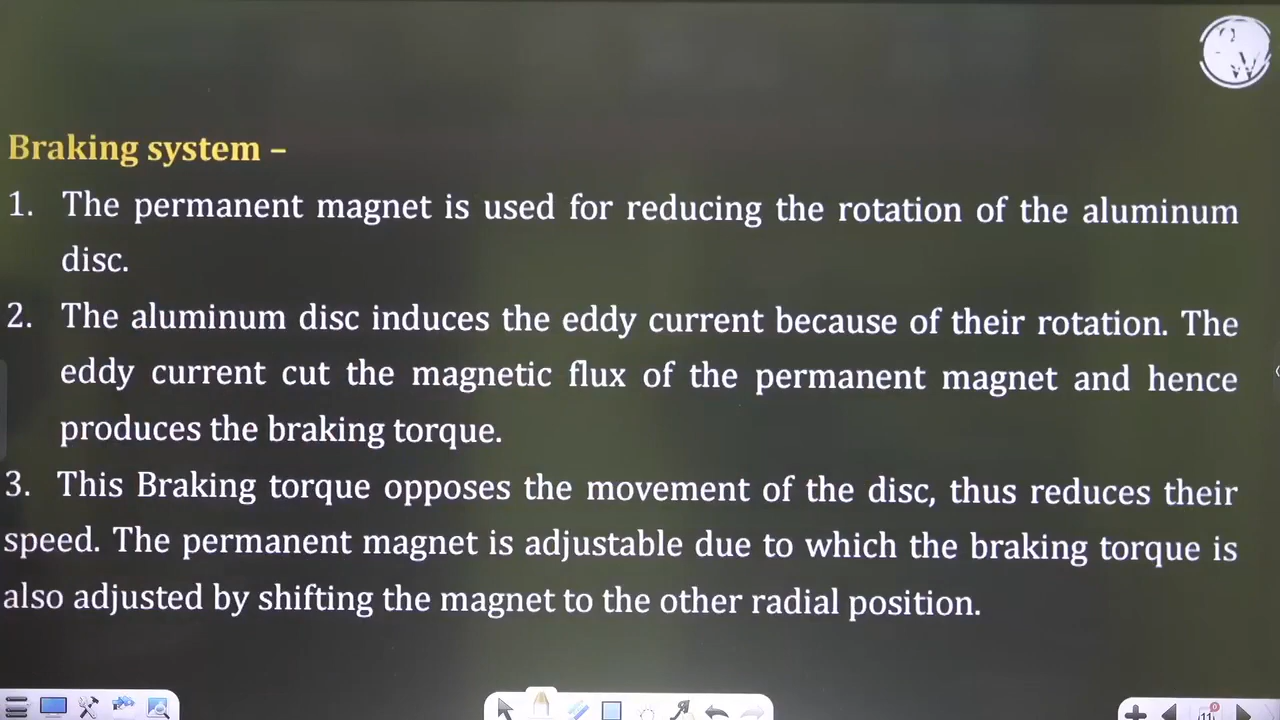 Braking system –
1. The permanent magnet is used for reducing the rotation of the aluminum
disc.
2. The aluminum disc induces the eddy current because of their rotation. The
eddy current cut the magnetic flux of the permanent magnet and hence
produces the braking torque.
3. This Braking torque opposes the movement of the disc, thus reduces their
speed. The permanent magnet is adjustable due to which the braking torque is
also adjusted by shifting the magnet to the other radial position.
11